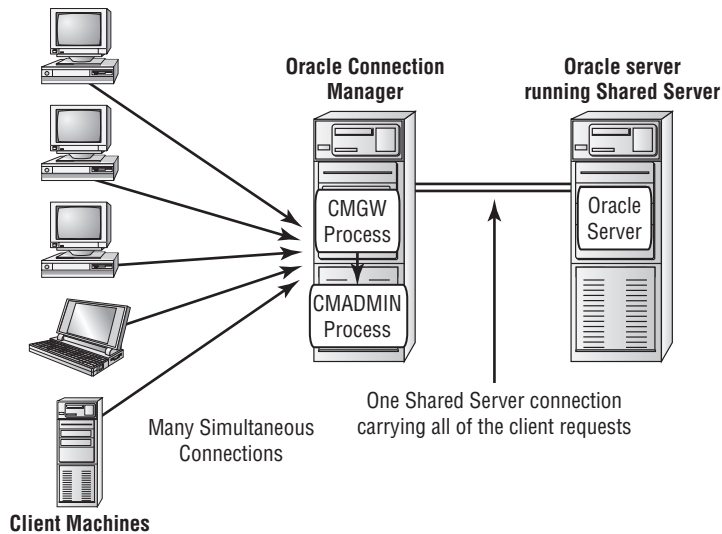 Oracle Connection
Manager
Oracle server
running Shared Server
CMGW
Process
Oracle
Server
CMADMIN
Process
Many Simultaneous
Connections
One Shared Server connection
carrying all of the client requests
Client Machines